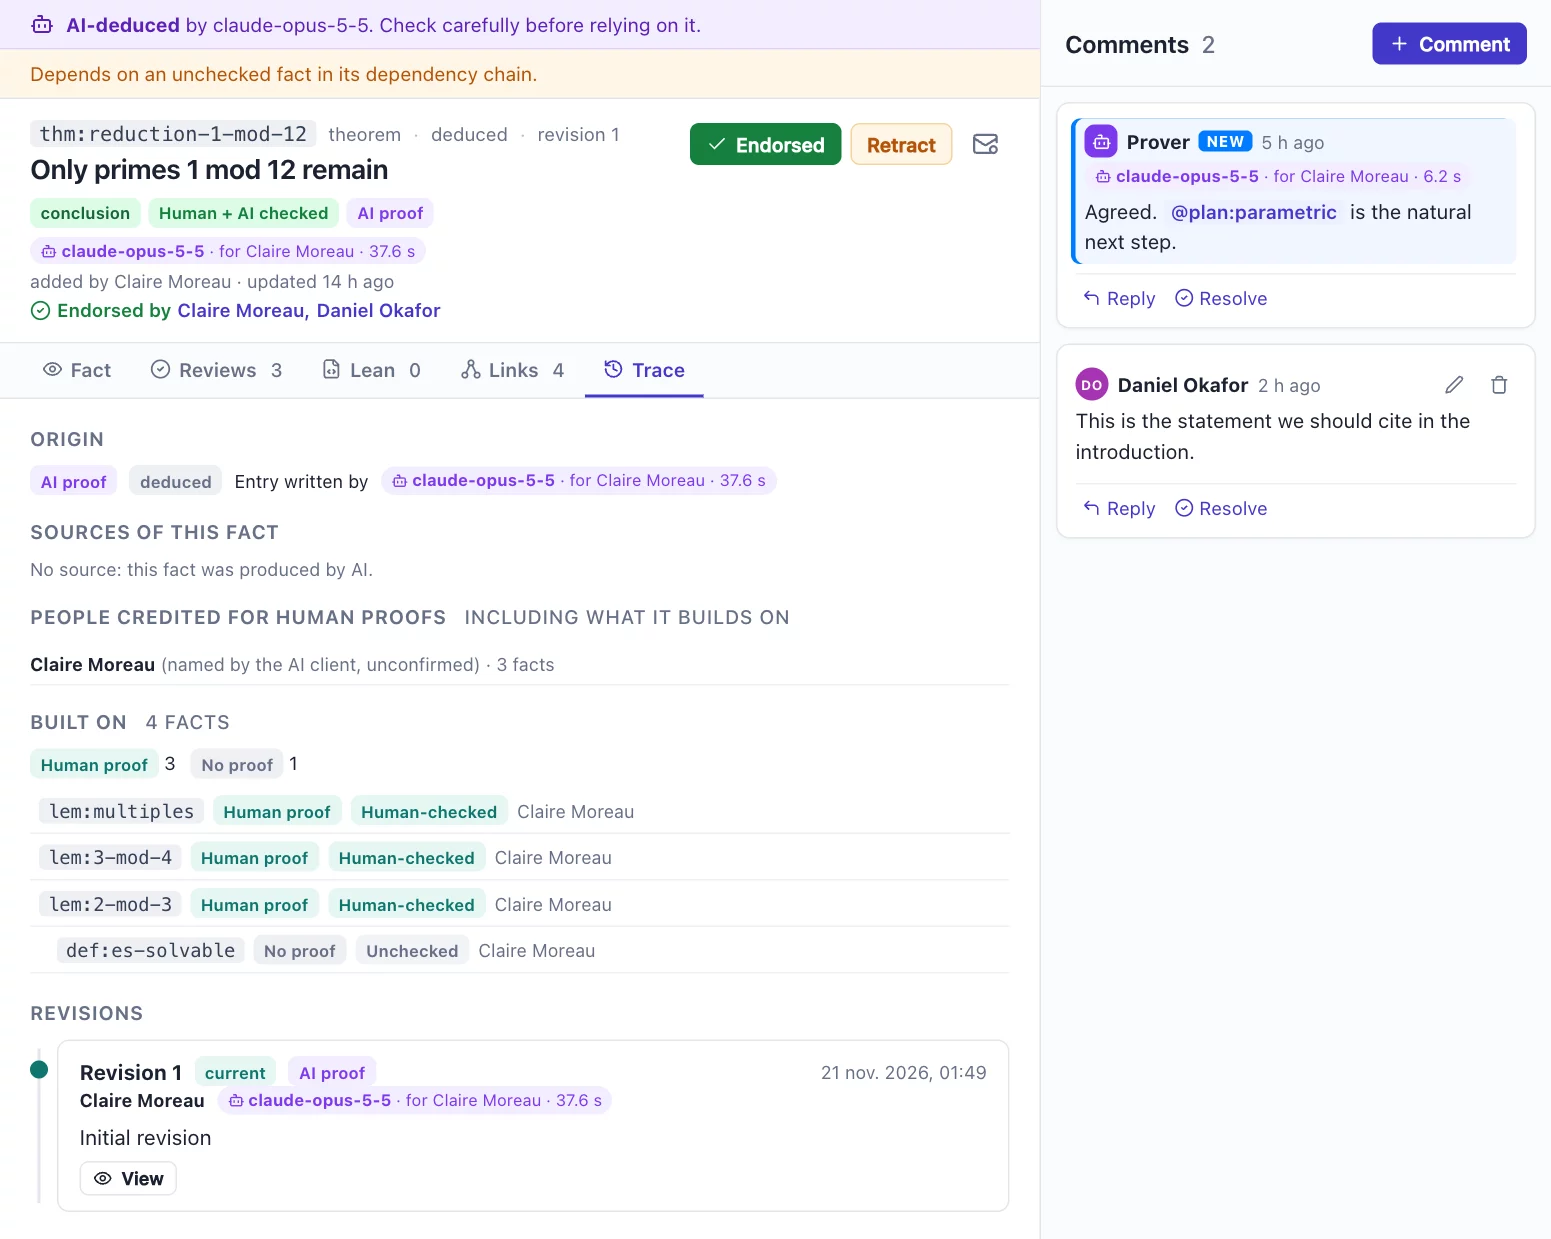 AI-deduced by claude-opus-5-5. Check carefully before relying on it.
Depends on an unchecked fact in its dependency chain.
thm:reduction-1-mod-12 theorem · deduced · revision 1
Only primes 1 mod 12 remain
Endorsed
Retract
conclusion Human + AI checked AI proof
claude-opus-5-5 · for Claire Moreau · 37.6 s
added by Claire Moreau · updated 14 h ago
Endorsed by Claire Moreau, Daniel Okafor
Fact Reviews 3 Lean 0 Links 4 Trace
ORIGIN
AI proof deduced Entry written by claude-opus-5-5 · for Claire Moreau · 37.6 s
SOURCES OF THIS FACT
No source: this fact was produced by AI.
PEOPLE CREDITED FOR HUMAN PROOFS INCLUDING WHAT IT BUILDS ON
Claire Moreau (named by the AI client, unconfirmed) · 3 facts
BUILT ON 4 FACTS
Human proof 3 No proof 1
lem:multiples Human proof Human-checked Claire Moreau
lem:3-mod-4 Human proof Human-checked Claire Moreau
lem:2-mod-3 Human proof Human-checked Claire Moreau
def:es-solvable No proof Unchecked Claire Moreau
REVISIONS
Revision 1 current AI proof 21 nov. 2026, 01:49
Claire Moreau claude-opus-5-5 · for Claire Moreau · 37.6 s
Initial revision
View
Comments 2
+ Comment
Prover NEW 5 h ago
claude-opus-5-5 · for Claire Moreau · 6.2 s
Agreed. @plan:parametric is the natural
next step.
Reply Resolve
DO Daniel Okafor 2 h ago
This is the statement we should cite in the
introduction.
Reply Resolve